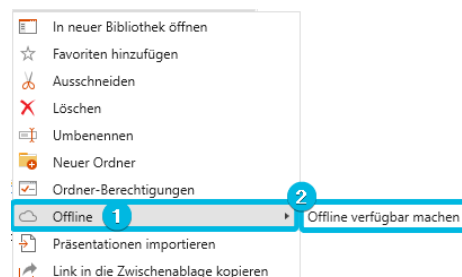 In neuer Bibliothek öffnen
Favoriten hinzufügen
Ausschneiden
Löschen
Umbenennen
Neuer Ordner
Ordner-Berechtigungen
2
Offline 1 Offline verfügbar machen
Präsentationen importieren
Link in die Zwischenablage kopieren